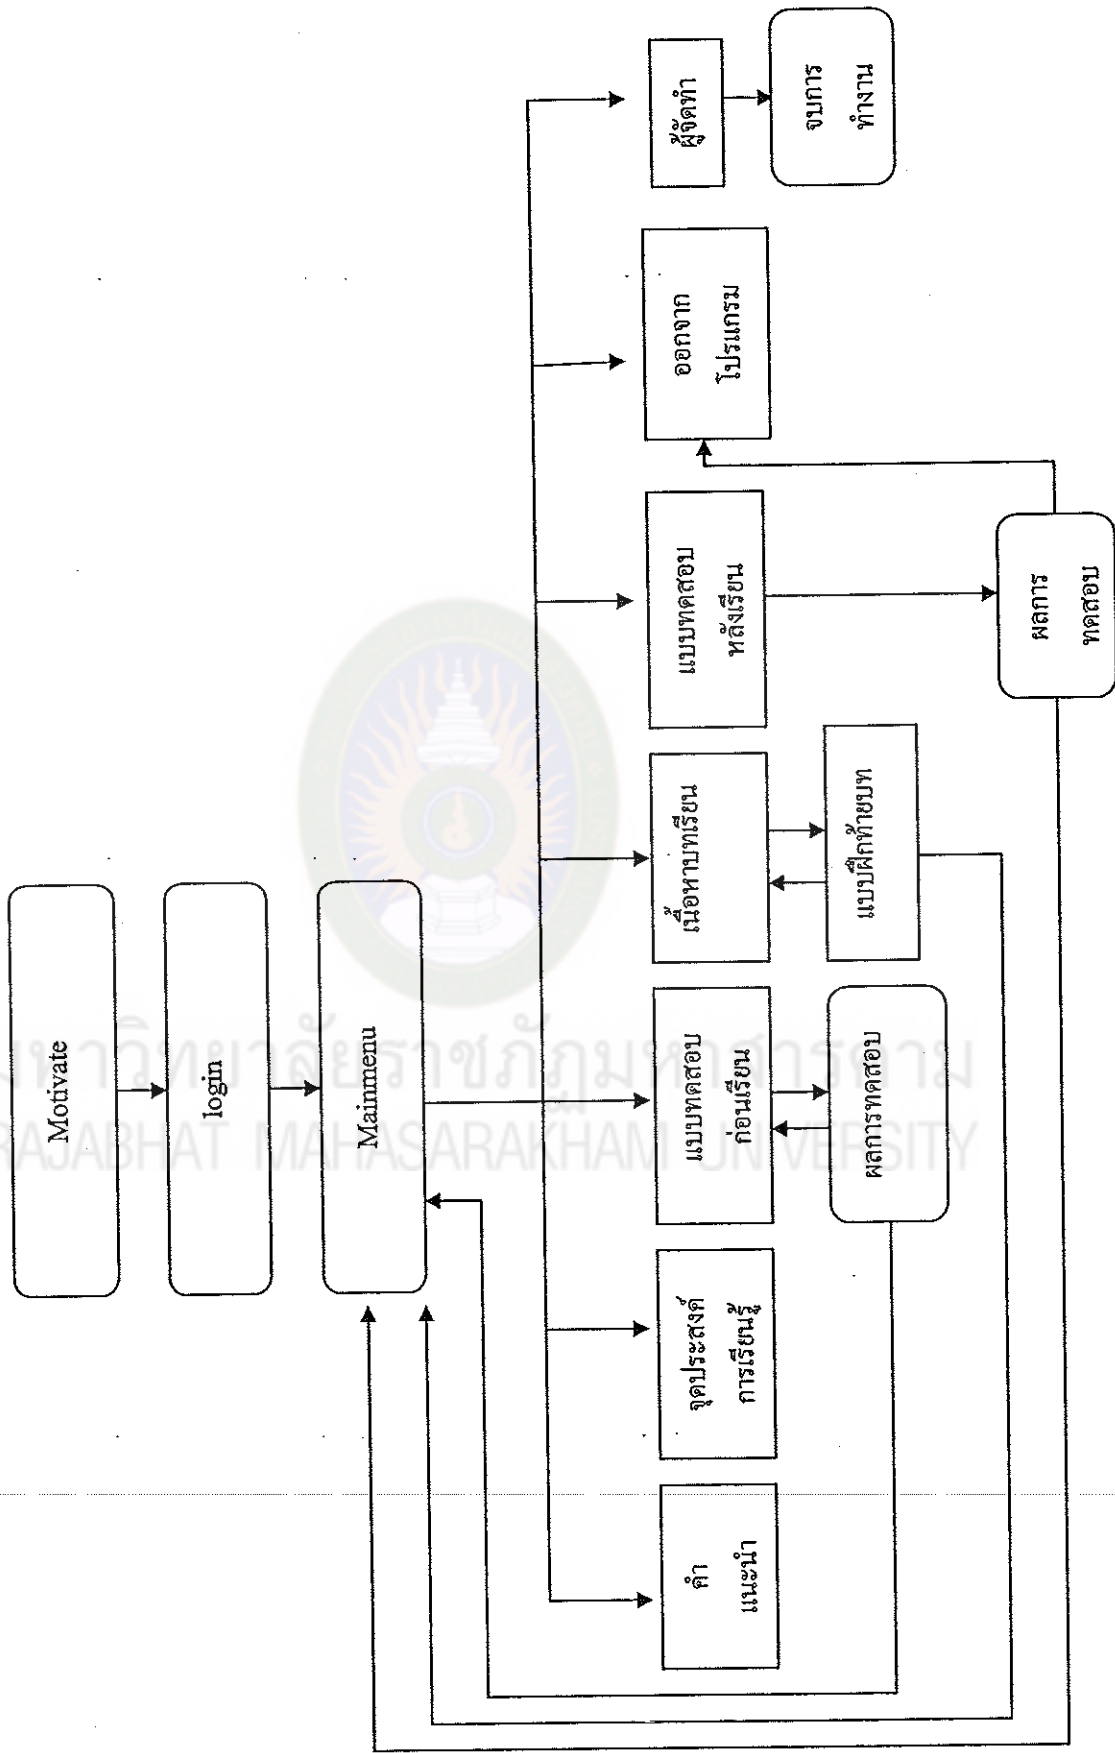 Motivate
login
Mainmenu
คำ
แนะนำ
จุดประสงค์
การเรียนรู้
แบบทดสอบ
ก่อนเรียน
เนื้อหาบทเรียน
แบบทดสอบ
หลังเรียน
ออกจาก
โปรแกรม
ผู้จัดทำ
ผลการทดสอบ
แบบฝึกท้ายบท
จบการ
ทำงาน
ผลการ
ทดสอบ
มหาวิทยาลัยราชภัฏมหาสารคาม
RAJABHAT MAHASARAKHAM UNIVERSITY